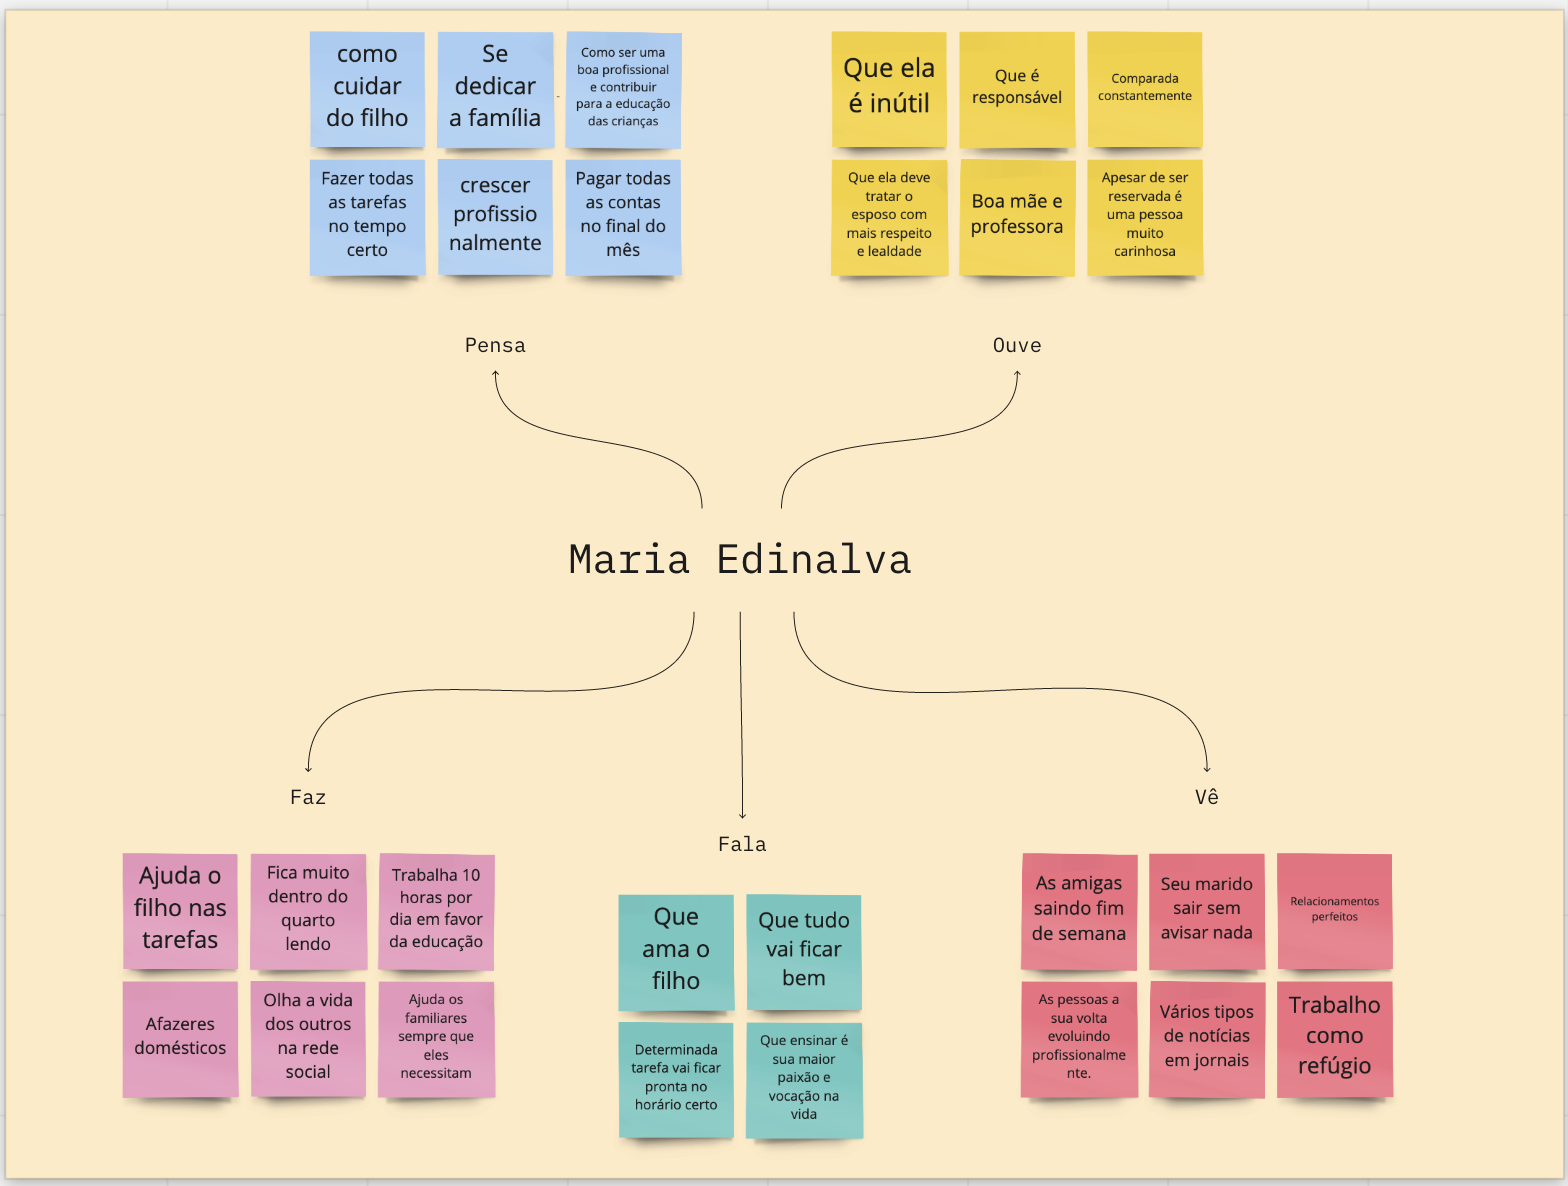 como
cuidar
do filho
Se
dedicar
a família
Como ser uma
boa profissional
e contribuir
para a educação
das crianças
Fazer todas
as tarefas
no tempo
certo
crescer
profissio
nalmente
Pagar todas
as contas
no final do
mês
Pensa
Que ela
é inútil
Que é
responsável
Comparada
constantemente
Que ela deve
tratar o
esposo com
mais respeito
e lealdade
Boa mãe e
professora
Apesar de ser
reservada é
uma pessoa
muito
carinhosa
Ouve
Maria Edinalva
Faz
Ajuda o
filho nas
tarefas
Fica muito
dentro do
quarto
lendo
Trabalha 10
horas por
dia em favor
da educação
Afazeres
domésticos
Olha a vida
dos outros
na rede
social
Ajuda os
familiares
sempre que
eles
necessitam
Fala
Que
ama o
filho
Que tudo
vai ficar
bem
Determinada
tarefa vai ficar
pronta no
horário certo
Que ensinar é
sua maior
paixão e
vocação na
vida
Vê
As amigas
saindo fim
de semana
Seu marido
sair sem
avisar nada
Relacionamentos
perfeitos
As pessoas a
sua volta
evoluindo
profissionalme
nte.
Vários tipos
de notícias
em jornais
Trabalho
como
refúgio